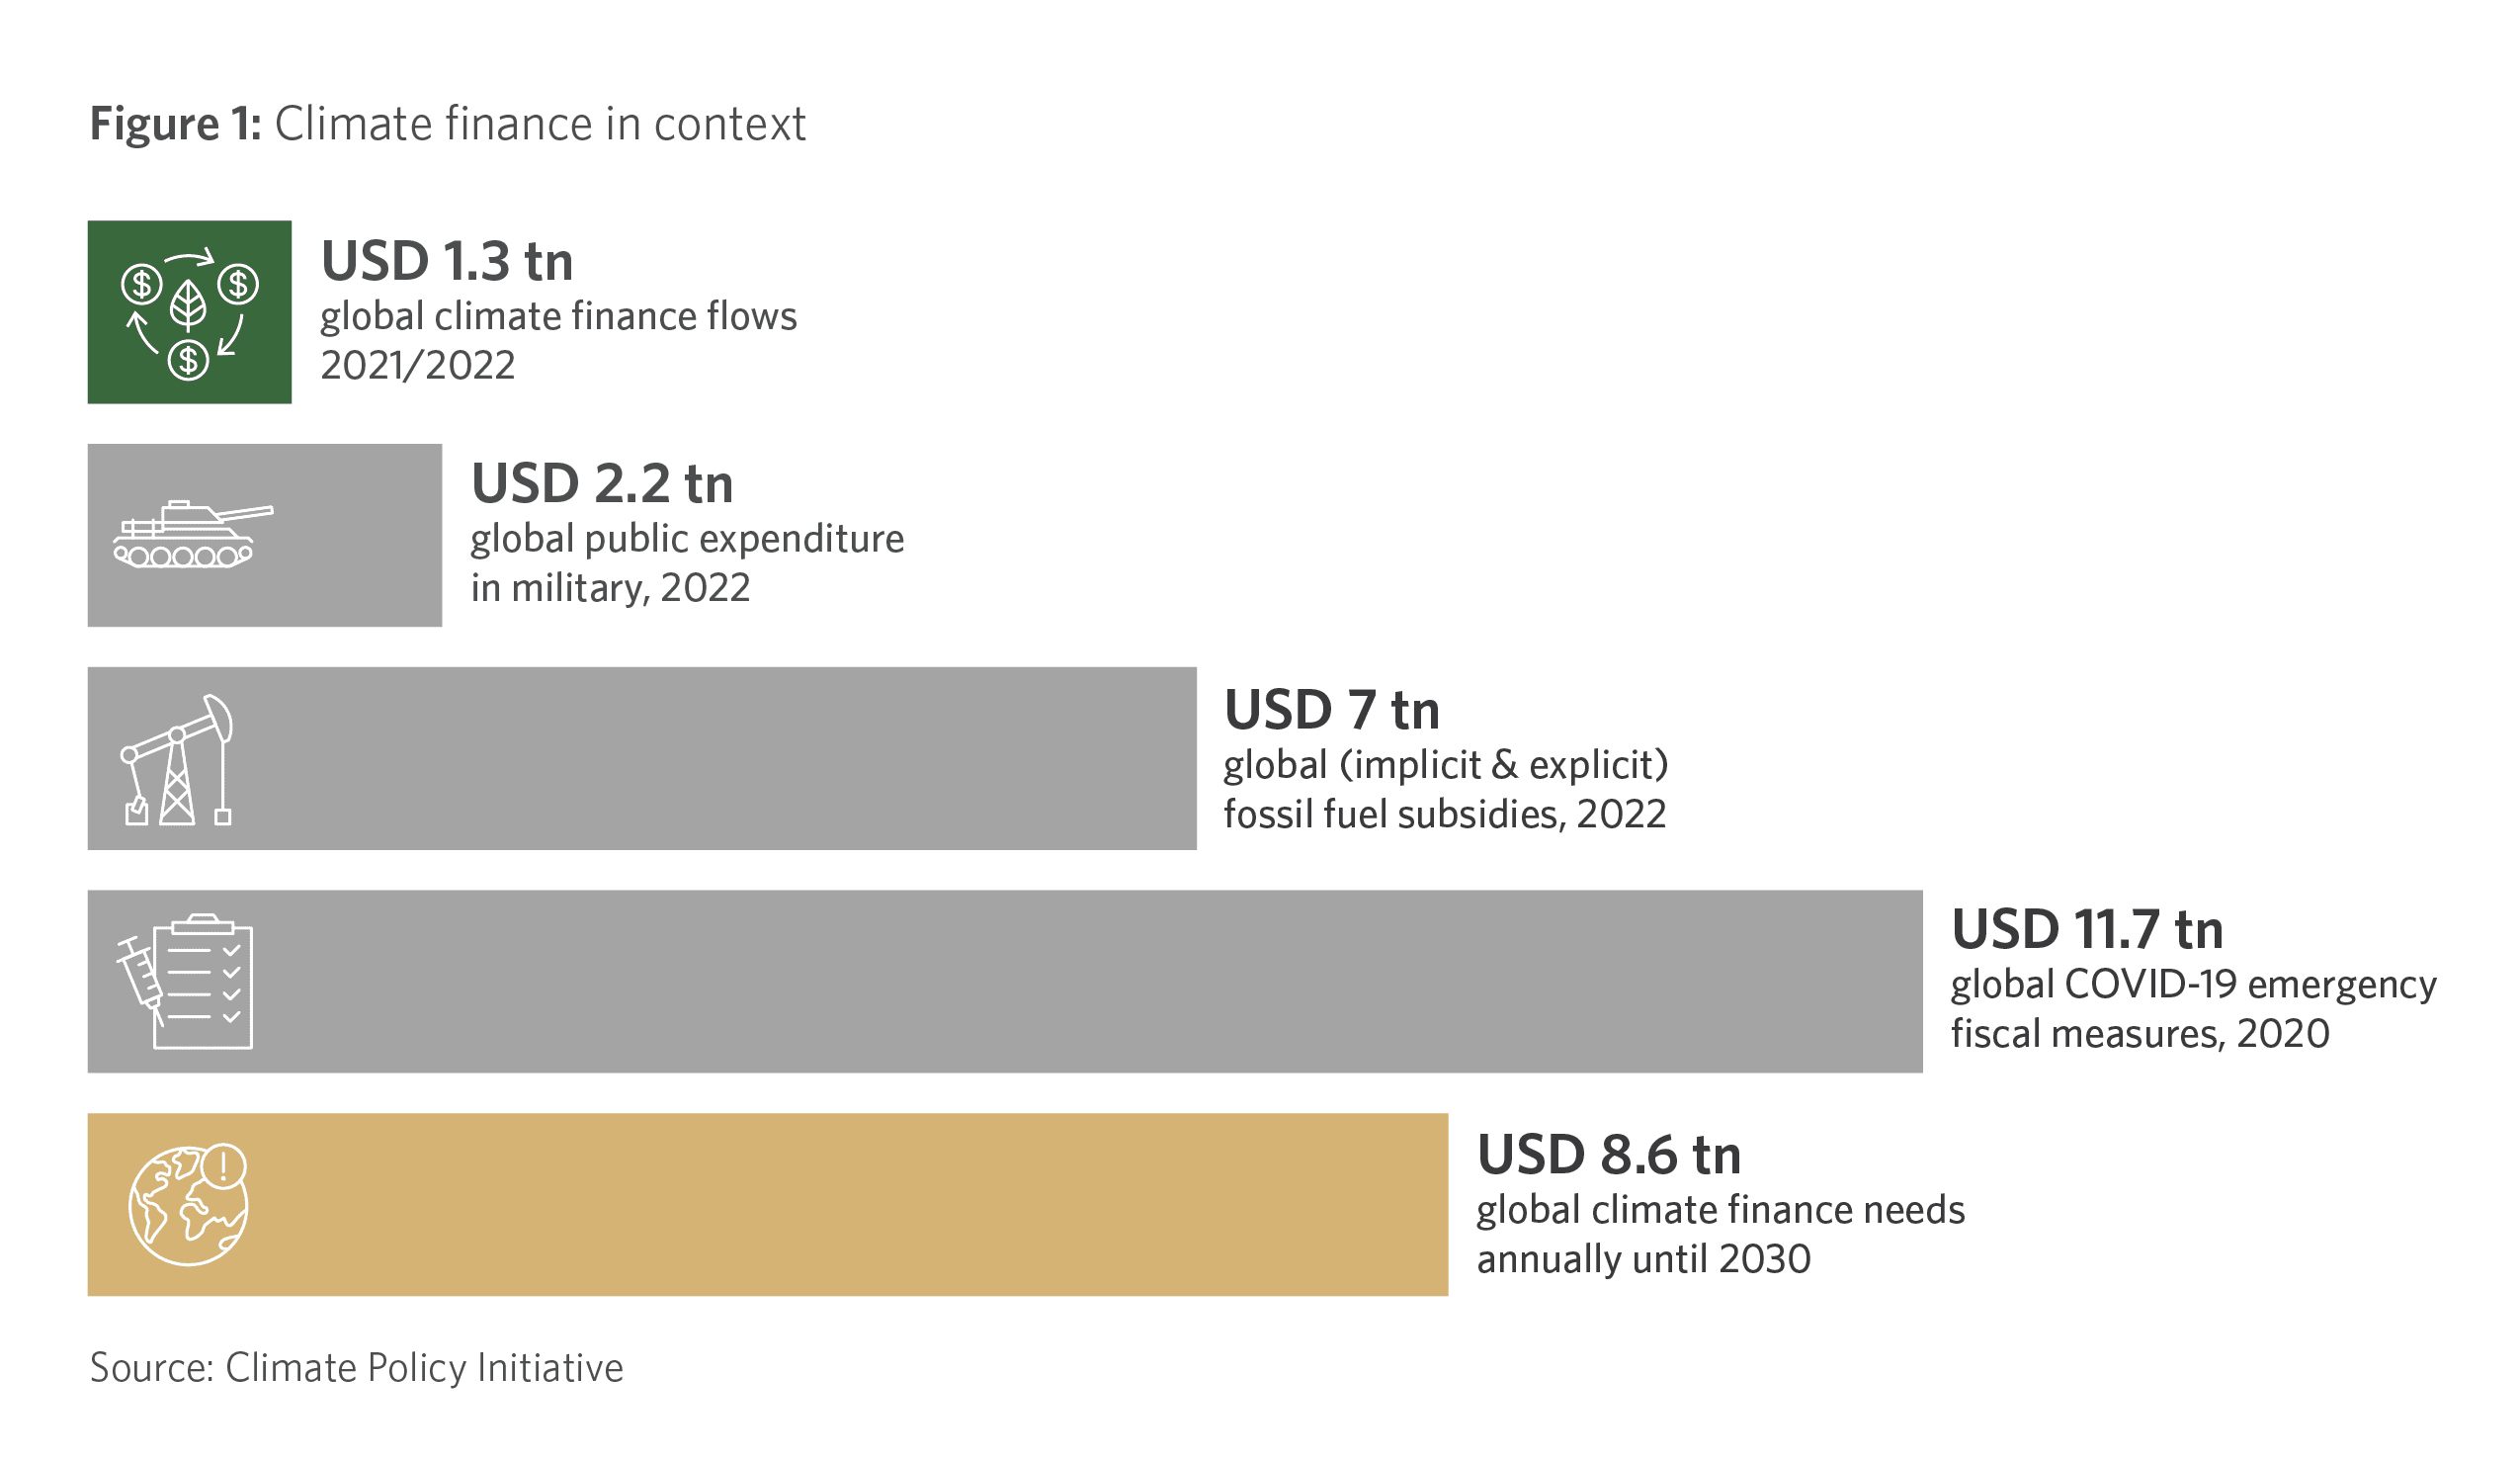 Figure 1: Climate finance in context
USD 1.3 tn
global climate finance flows
2021/2022
USD 2.2 tn
global public expenditure
in military, 2022
USD 7 tn
global (implicit & explicit)
fossil fuel subsidies, 2022
USD 11.7 tn
global COVID-19 emergency
fiscal measures, 2020
USD 8.6 tn
global climate finance needs
annually until 2030
Source: Climate Policy Initiative